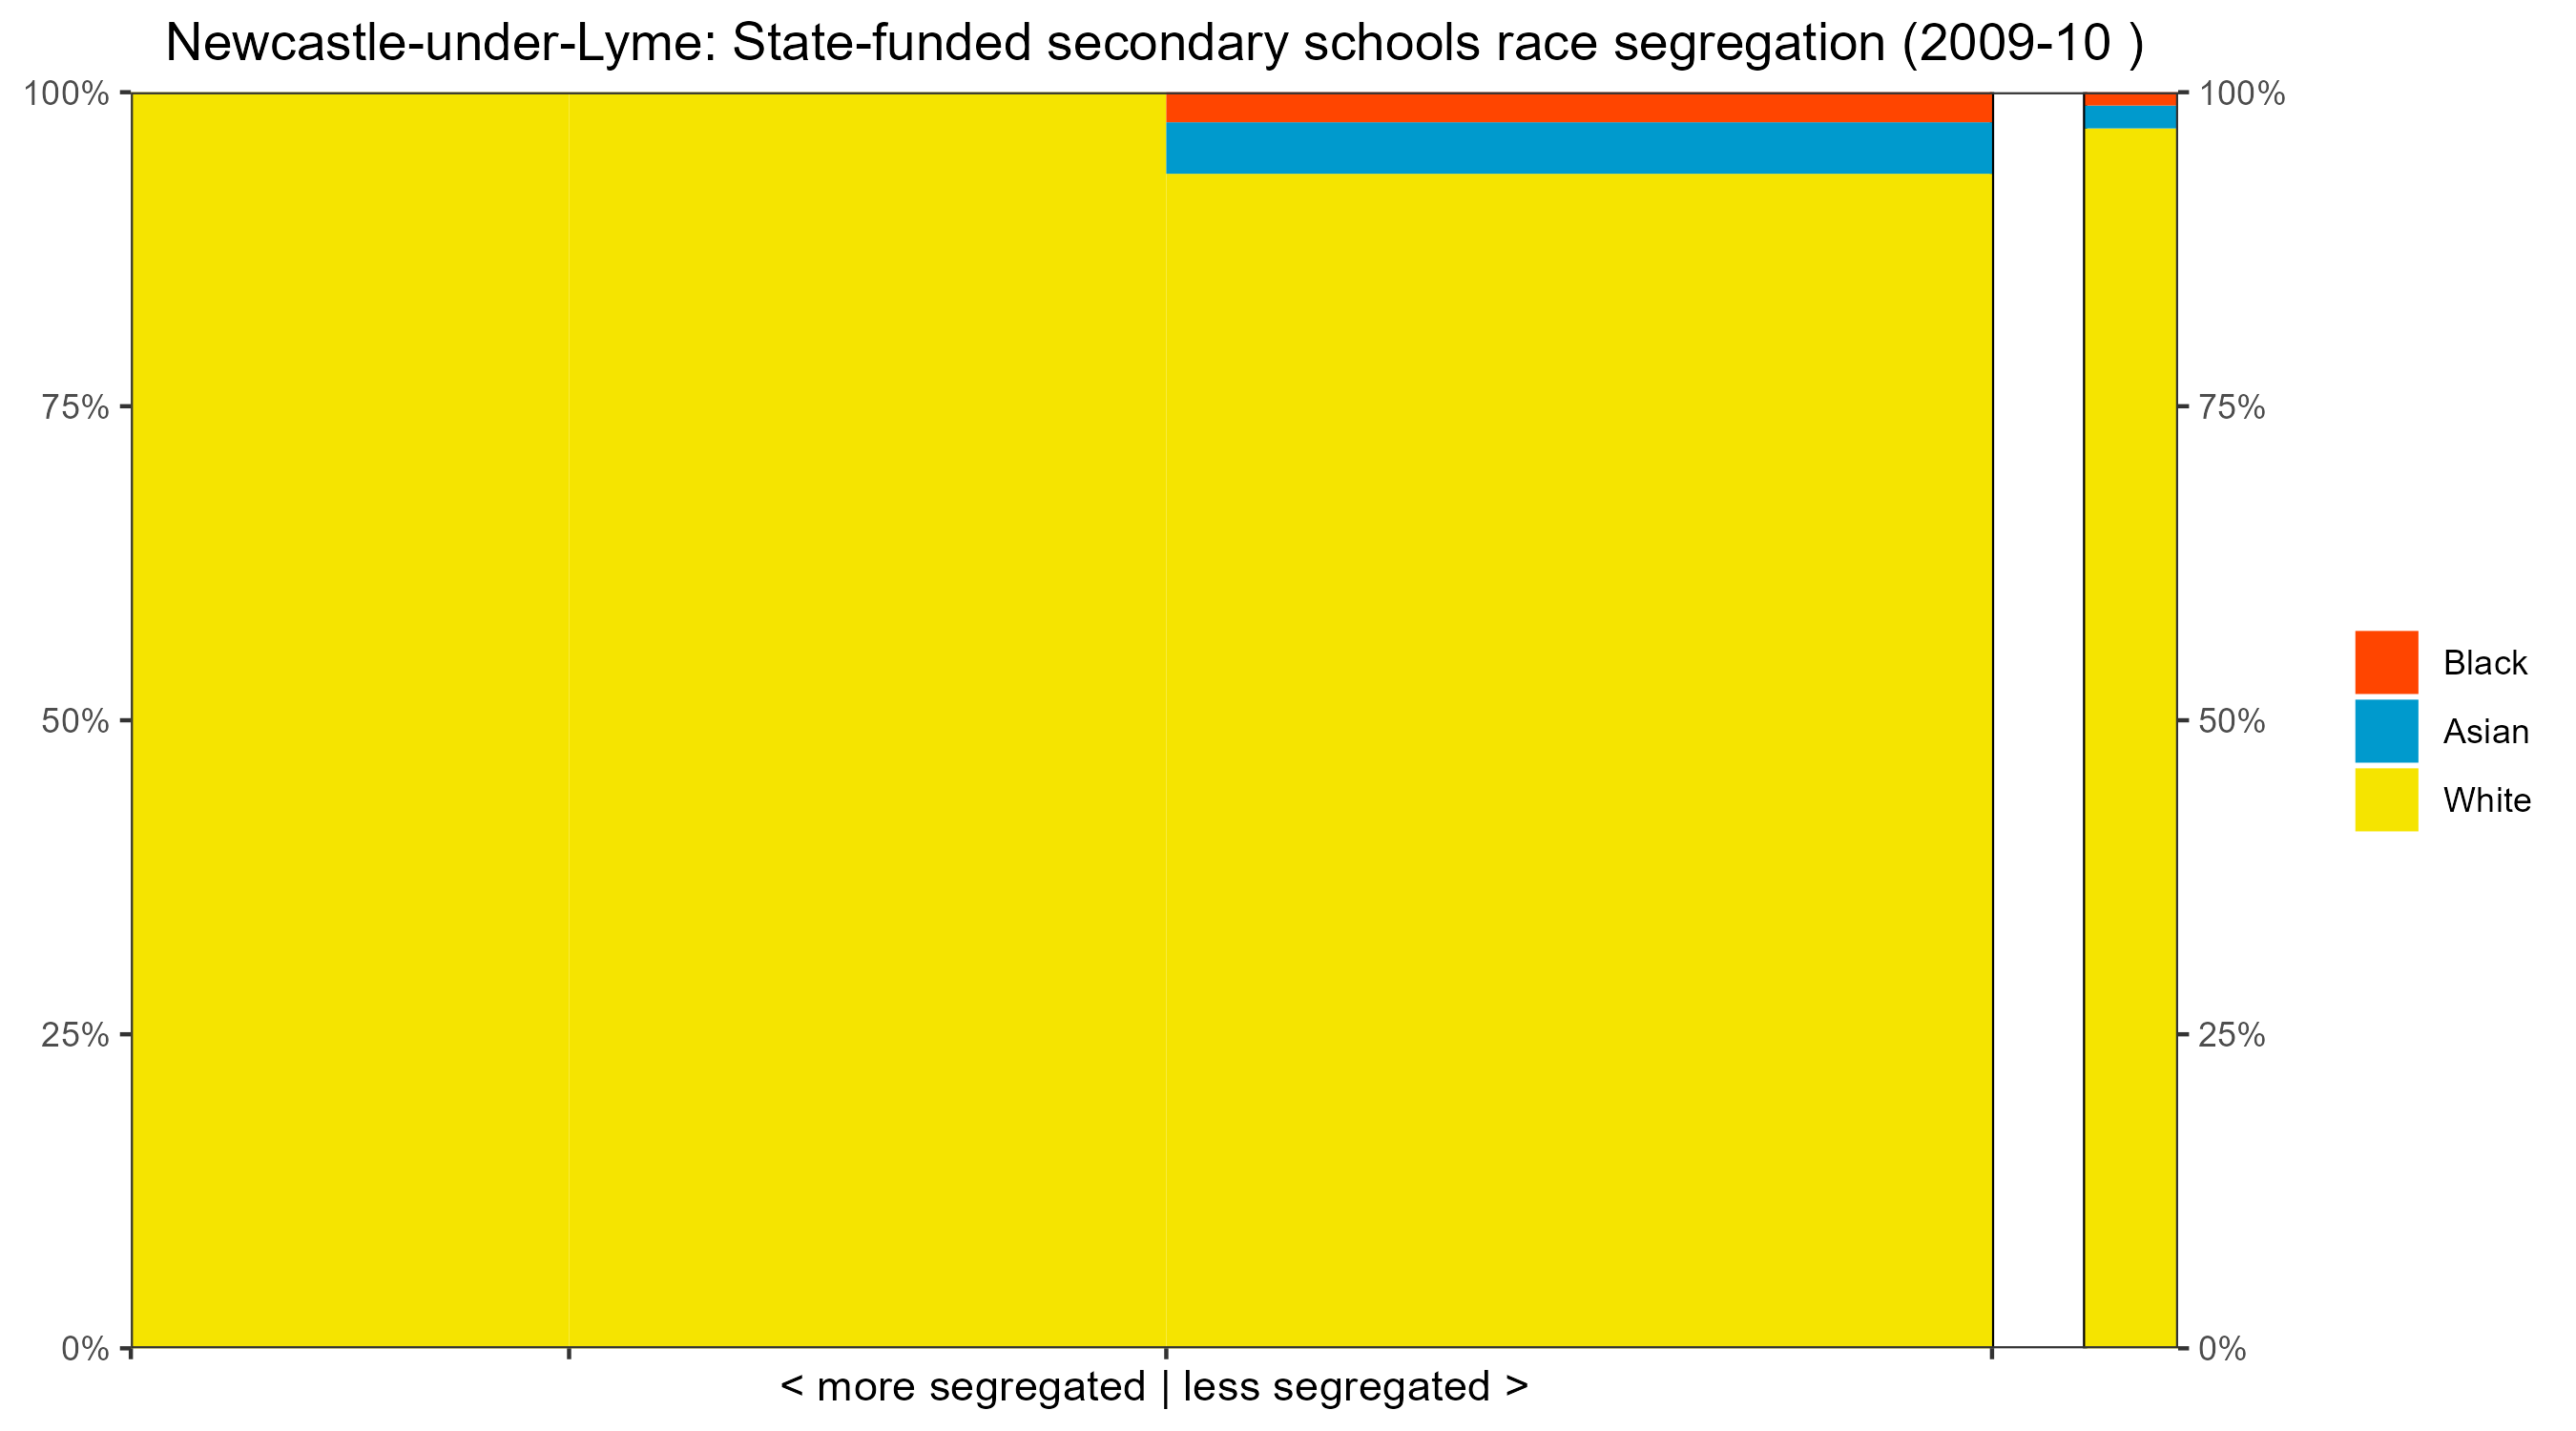 Newcastle-under-Lyme: State-funded secondary schools race segregation (2009-10 )
100%
75%
50%
25%
0%
100%
75%
50%
25%
0%
Black
Asian
White
< more segregated | less segregated >